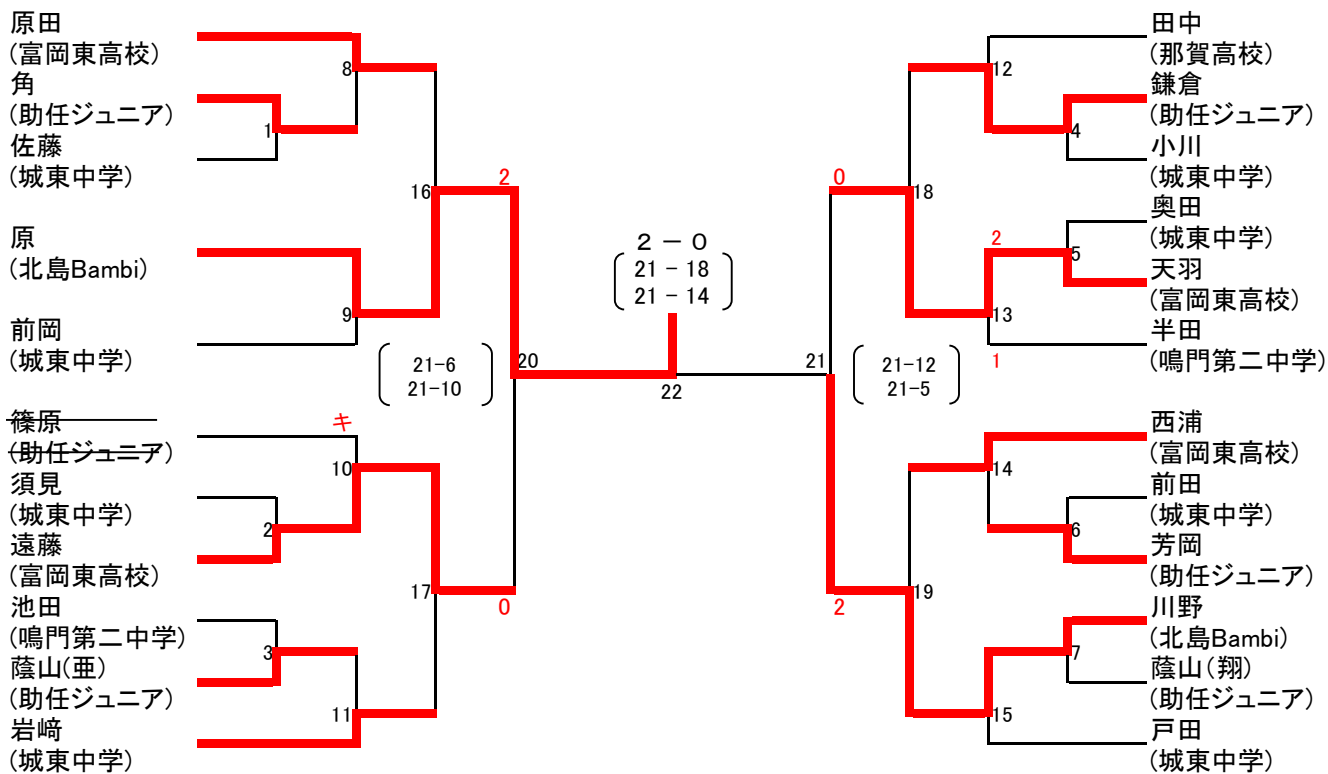 原田
(富岡東高校)
角
(助任ジュニア)
佐藤
(城東中学)
原
(北島Bambi)
前岡
(城東中学)
篠原
(助任ジュニア)
須見
(城東中学)
遠藤
(富岡東高校)
池田
(鳴門第二中学)
蔭山(亜)
(助任ジュニア)
岩﨑
(城東中学)
8
1
16
9
キ
10
2
17
3
11
2
20
0
21-6
21-10
2 - 0
21 - 18
21 - 14
22
0
21
2
21-12
21-5
12
4
18
2
5
13
1
14
6
19
7
15
田中
(那賀高校)
鎌倉
(助任ジュニア)
小川
(城東中学)
奥田
(城東中学)
天羽
(富岡東高校)
半田
(鳴門第二中学)
西浦
(富岡東高校)
前田
(城東中学)
芳岡
(助任ジュニア)
川野
(北島Bambi)
蔭山(翔)
(助任ジュニア)
戸田
(城東中学)